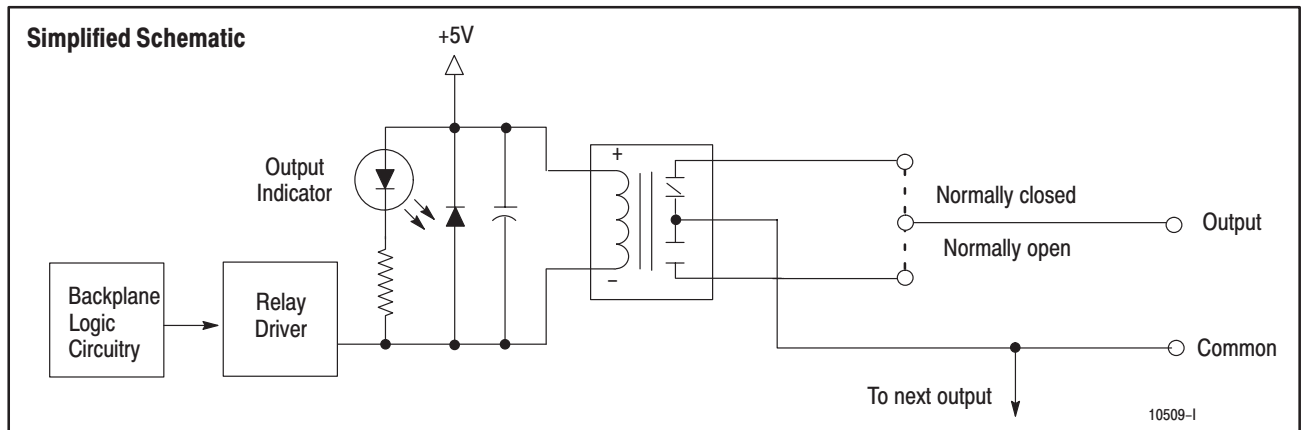 Simplified Schematic
+5V
Output
Indicator
+
−
Normally closed
Normally open
Output
Backplane
Logic
Circuitry
Relay
Driver
Common
To next output
10509–I